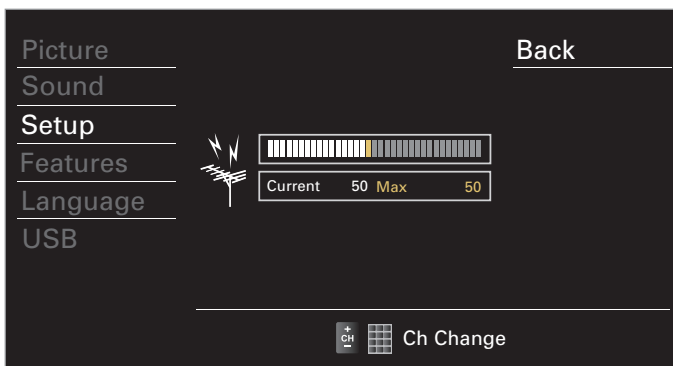 Picture
Sound
Setup
Features
Language
USB
Back
Current 50 Max 50
+
CH
−
Ch Change